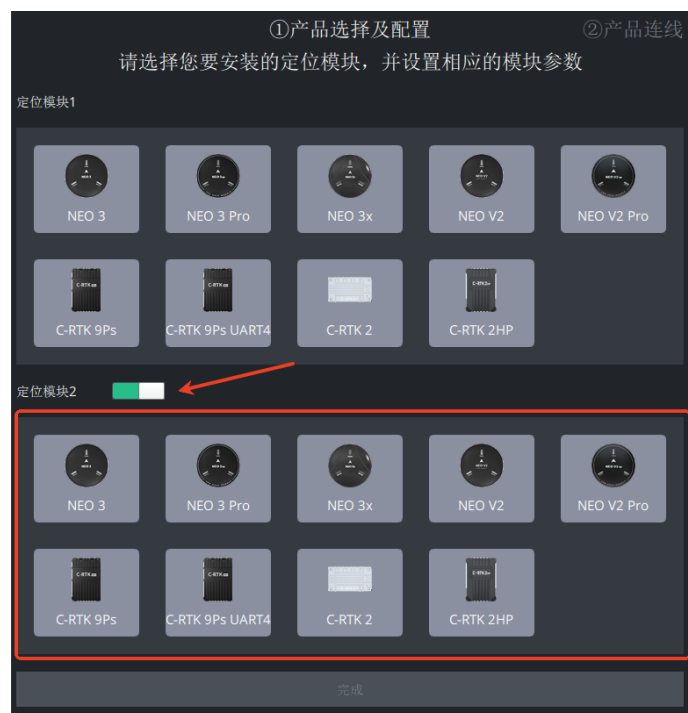 ①产品选择及配置 ②产品连线
请选择您要安装的定位模块，并设置相应的模块参数
定位模块1
NEO 3 NEO 3 Pro NEO 3x NEO V2 NEO V2 Pro
C-RTK 9Ps C-RTK 9Ps UART4 C-RTK 2 C-RTK 2HP
定位模块2
NEO 3 NEO 3 Pro NEO 3x NEO V2 NEO V2 Pro
C-RTK 9Ps C-RTK 9Ps UART4 C-RTK 2 C-RTK 2HP
完成